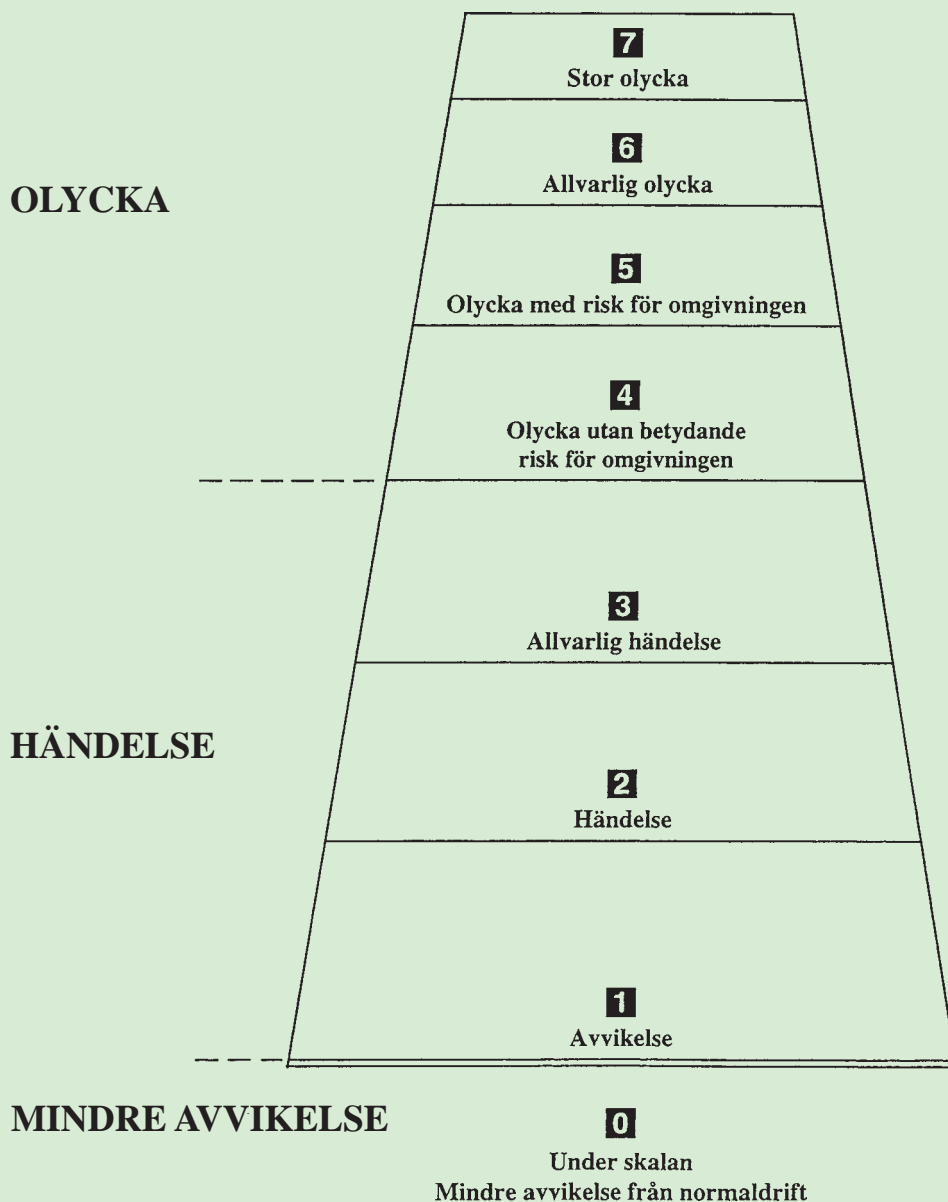 7
Stor olycka
6
Allvarlig olycka
OLYCKA
5
Olycka med risk för omgivningen
4
Olycka utan betydande
risk för omgivningen
3
Allvarlig händelse
HÄNDELSE
2
Händelse
1
Avvikelse
MINDRE AVVIKELSE
0
Under skalan
Mindre avvikelse från normaldrift